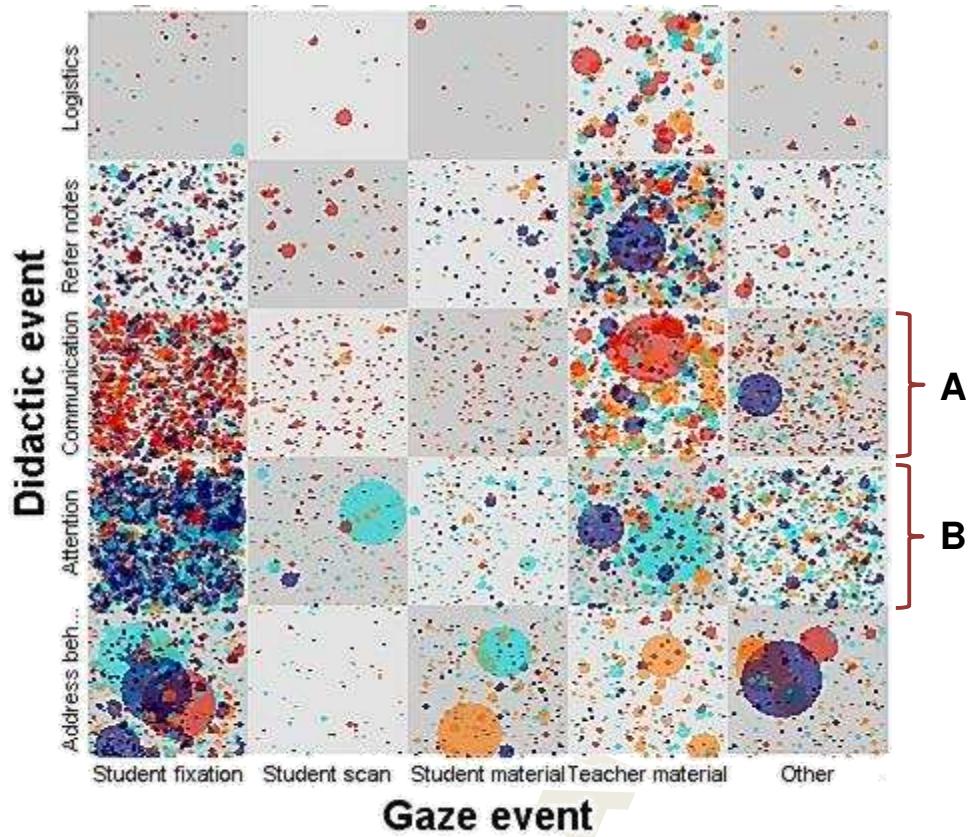 Didactic event
Logistics
Refer notes
Communication
Attention
Address beh...
A
B
Student fixation
Student scan
Student material
Teacher material
Other
Gaze event